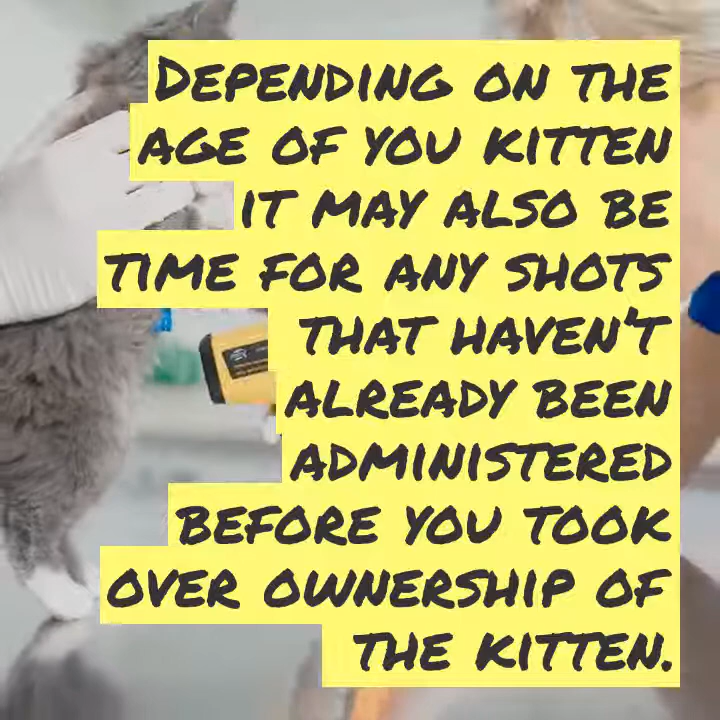 Depending on the
age of you kitten
it may also be
time for any shots
that haven't
already been
administered
before you took
over ownership of
the kitten.